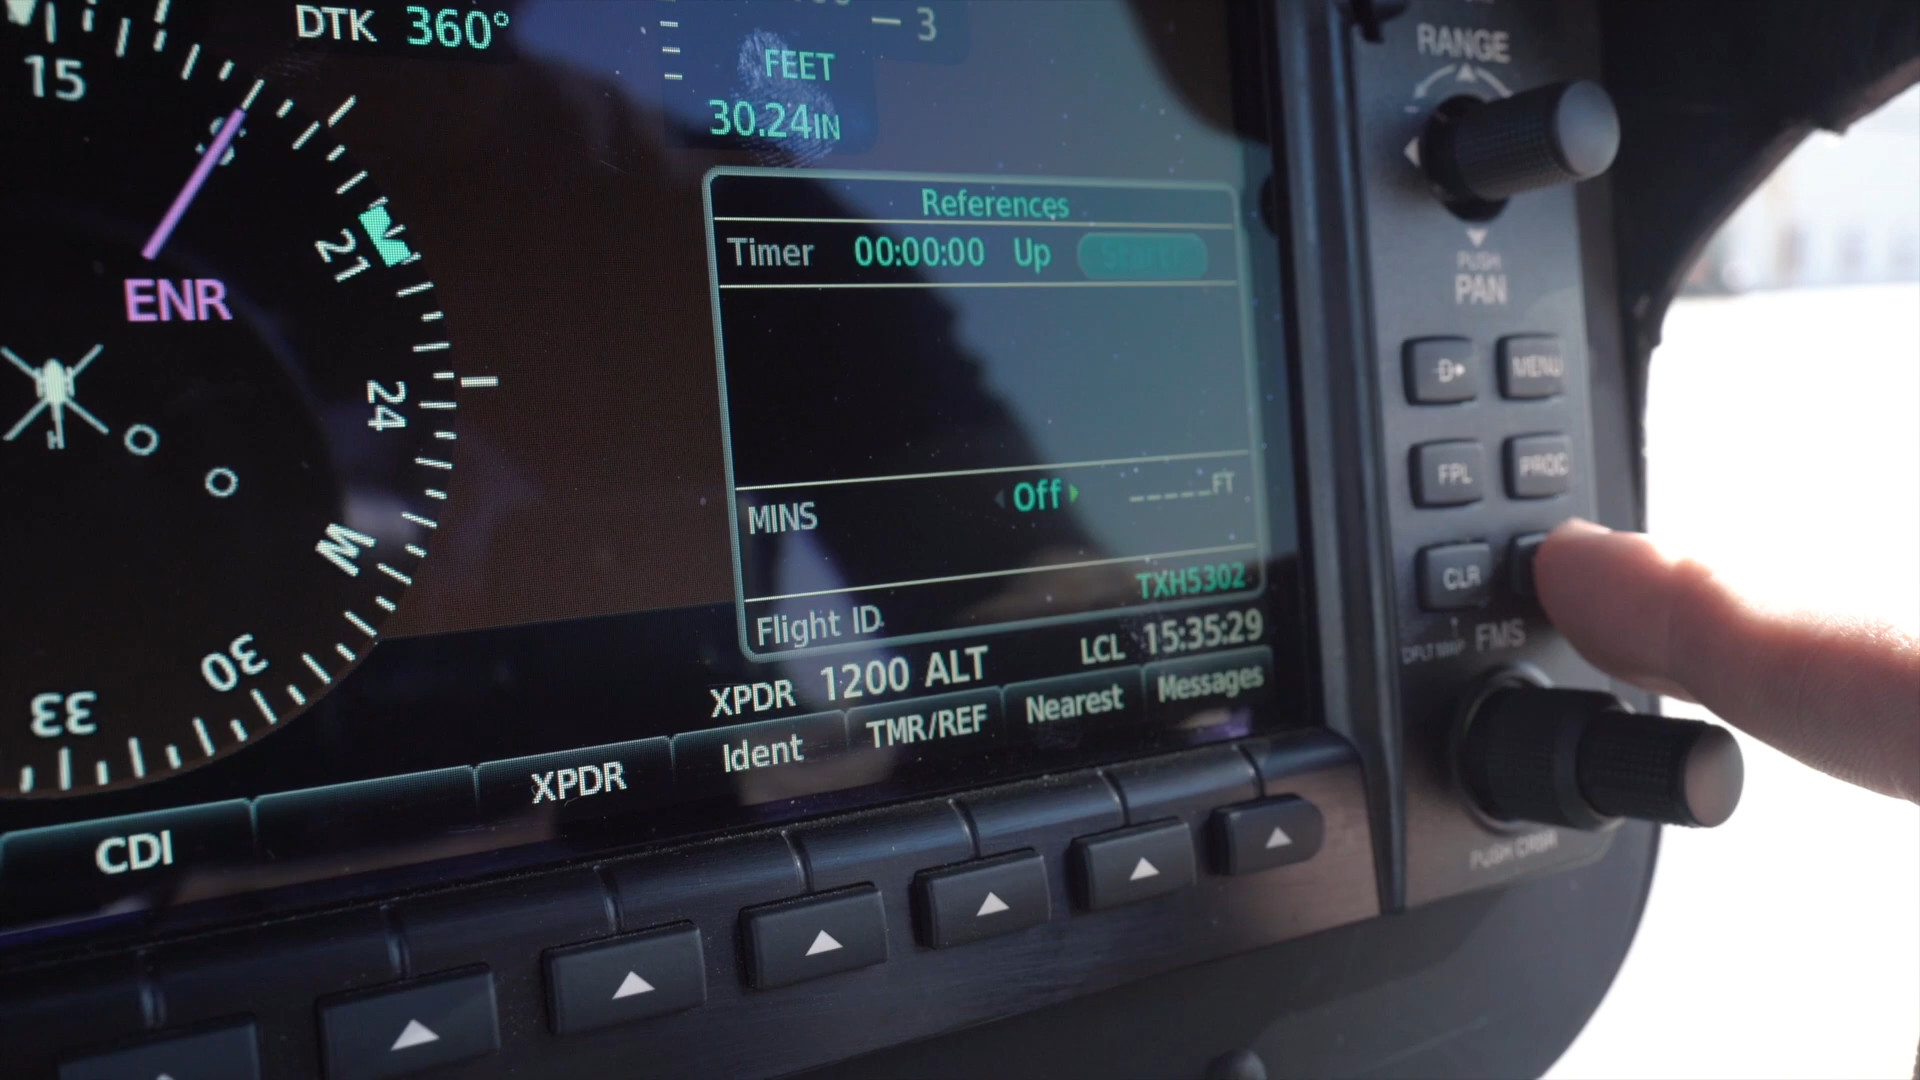 DTK 360°
3
FEET
30.24IN
15
S
21
24
W
30
33
ENR
References
Timer 00:00:00 Up Start?
MINS Off _____FT
Flight ID TXH5302
XPDR 1200 ALT LCL 15:35:29
CDI XPDR Ident TMR/REF Nearest Messages
RANGE
PUSH
PAN
D MENU
FPL PROC
CLR
DFLT MAP FMS
PUSH CRSR